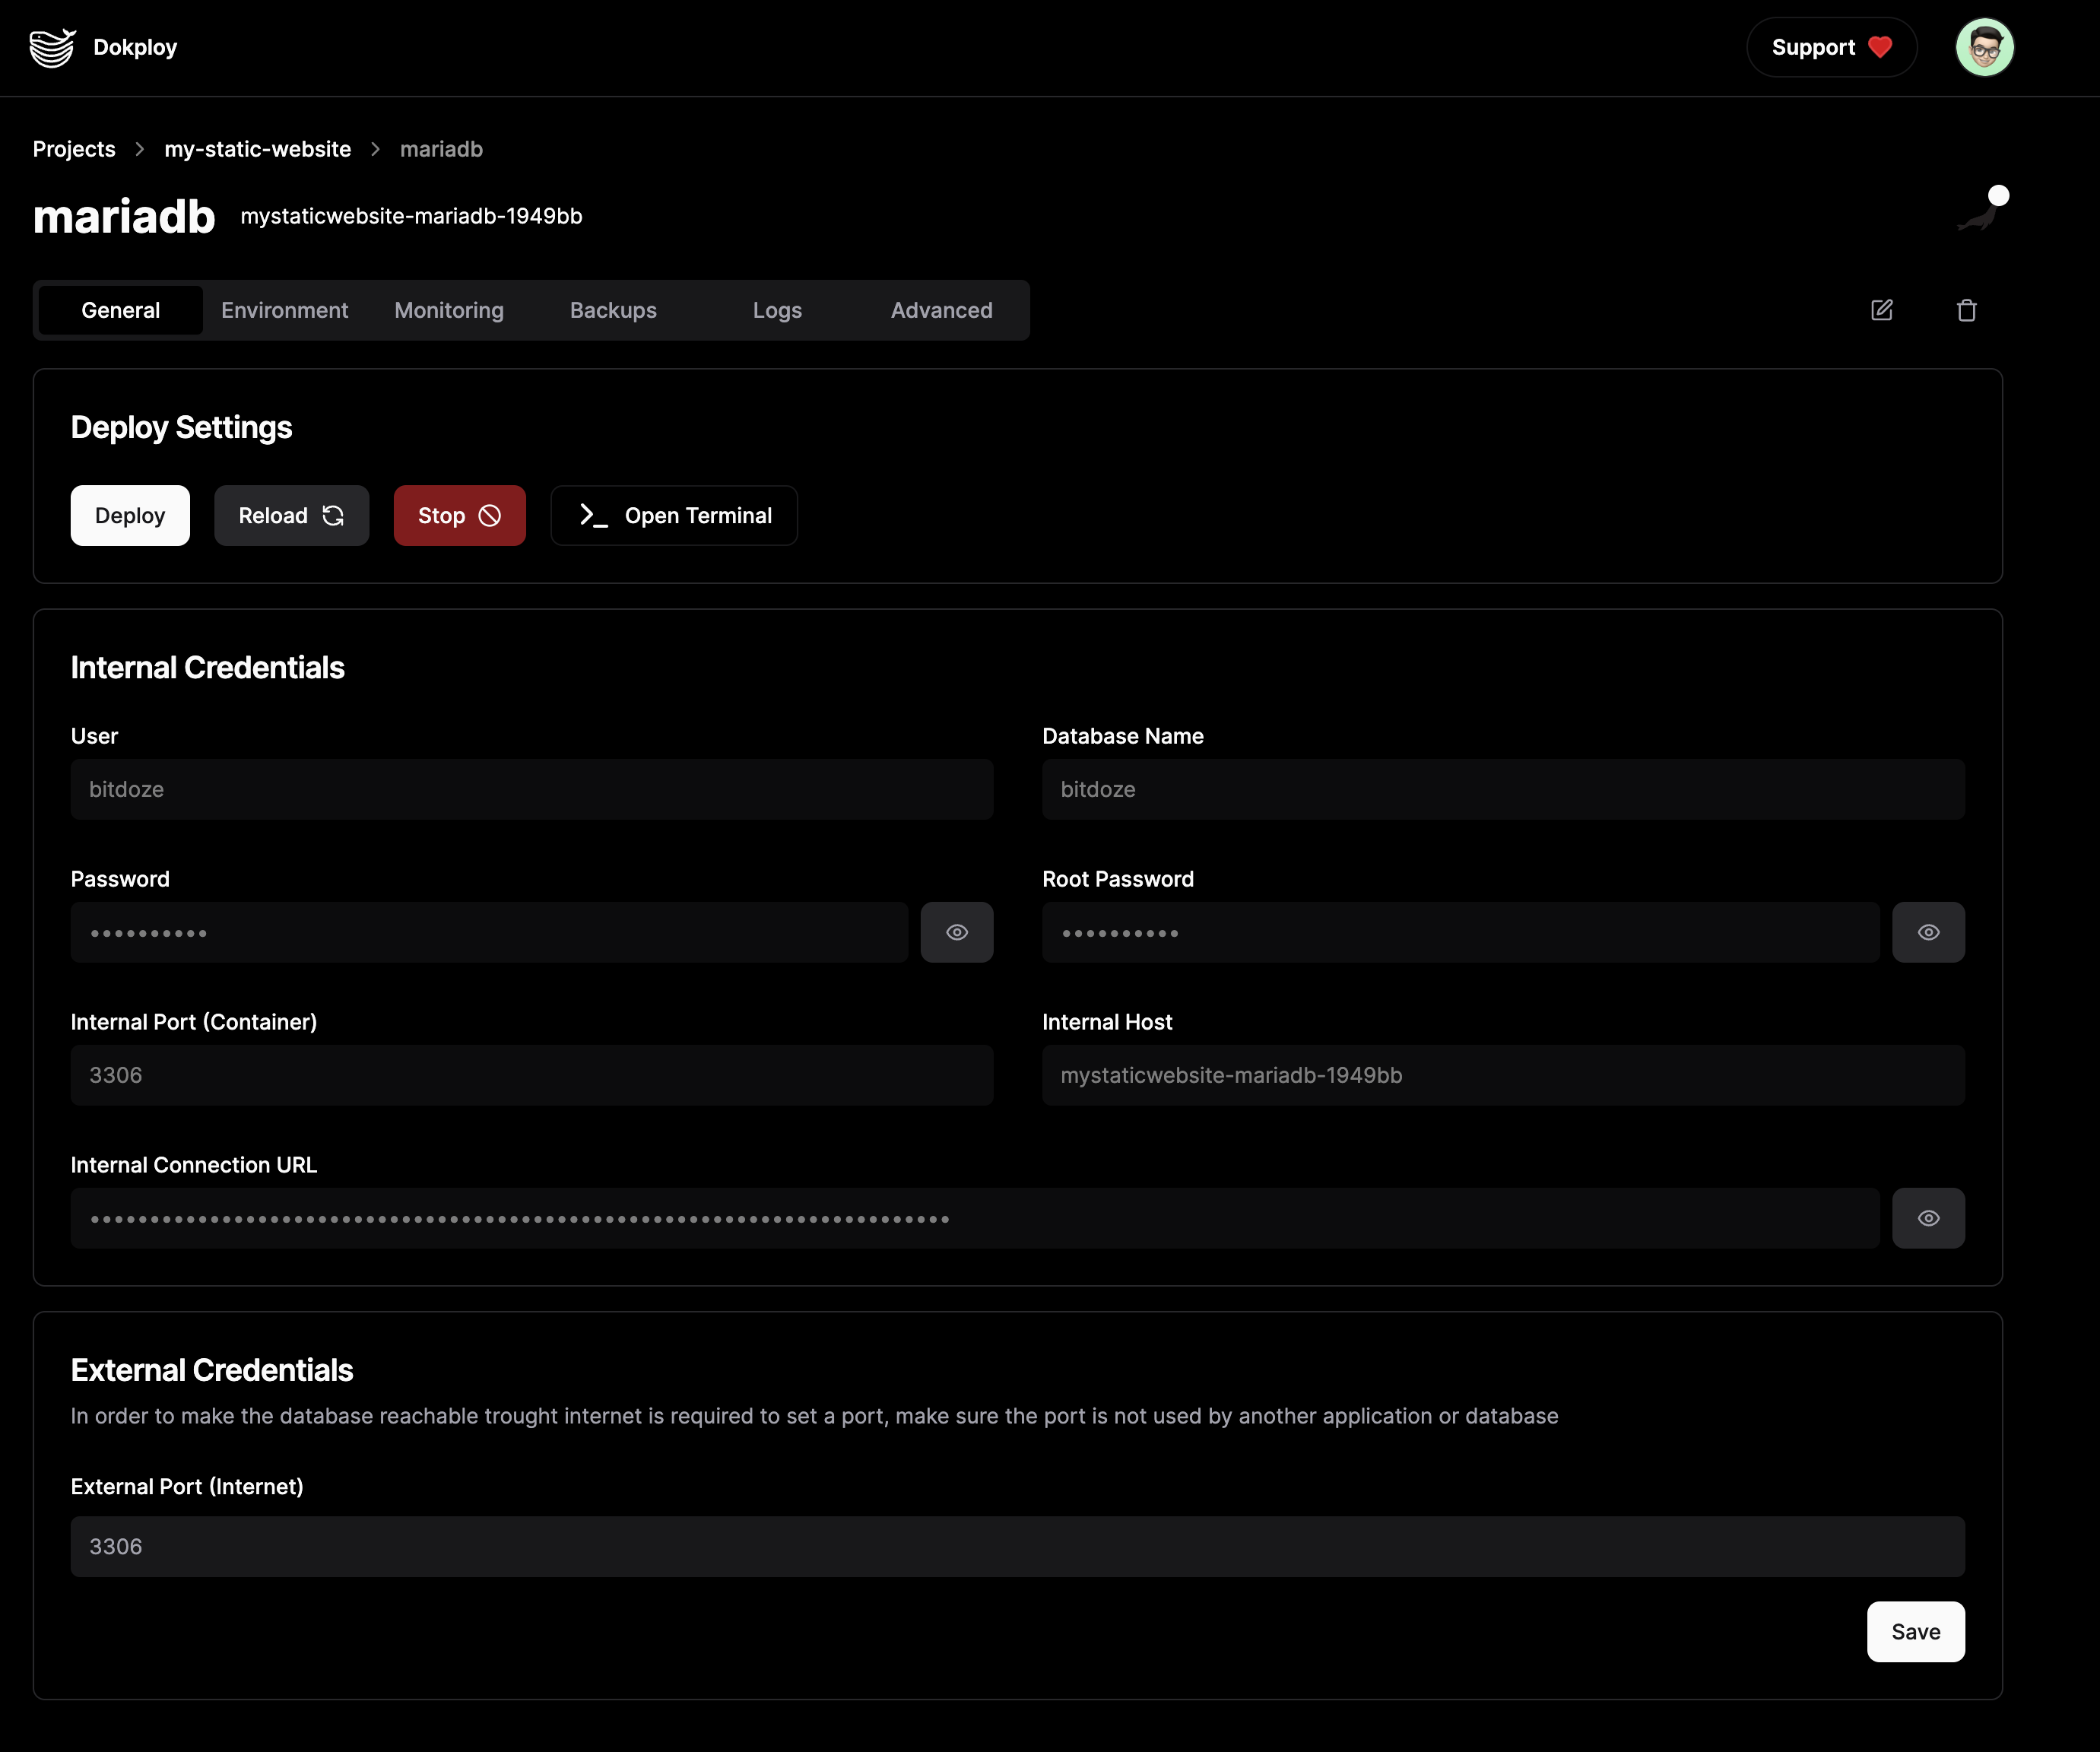 Dokploy
Support
Projects > my-static-website > mariadb
mariadb mystaticwebsite-mariadb-1949bb
General Environment Monitoring Backups Logs Advanced
Deploy Settings
Deploy Reload Stop Open Terminal
Internal Credentials
User
bitdoze
Database Name
bitdoze
Password
••••••••••
Root Password
••••••••••
Internal Port (Container)
3306
Internal Host
mystaticwebsite-mariadb-1949bb
Internal Connection URL
••••••••••••••••••••••••••••••••••••••••••••••••••••••••••••••••••••••••
External Credentials
In order to make the database reachable trought internet is required to set a port, make sure the port is not used by another application or database
External Port (Internet)
3306
Save